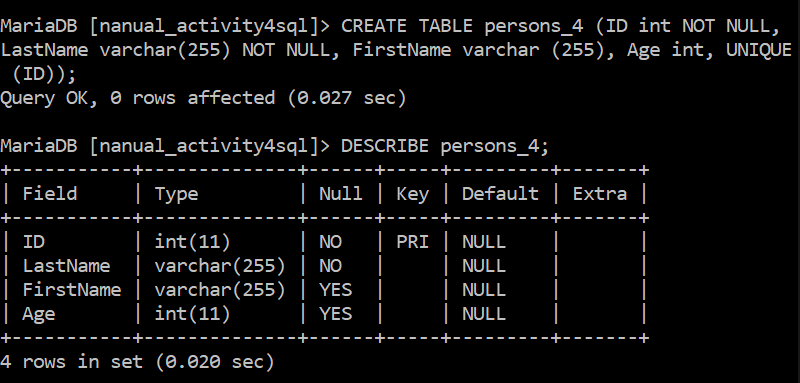 MariaDB [nanual_activity4sql]> CREATE TABLE persons_4 (ID int NOT NULL,
LastName varchar(255) NOT NULL, FirstName varchar (255), Age int, UNIQUE
 (ID));
Query OK, 0 rows affected (0.027 sec)

MariaDB [nanual_activity4sql]> DESCRIBE persons_4;
+-----------+--------------+------+-----+---------+-------+
| Field     | Type         | Null | Key | Default | Extra |
+-----------+--------------+------+-----+---------+-------+
| ID        | int(11)      | NO   | PRI | NULL    |       |
| LastName  | varchar(255) | NO   |     | NULL    |       |
| FirstName | varchar(255) | YES  |     | NULL    |       |
| Age       | int(11)      | YES  |     | NULL    |       |
+-----------+--------------+------+-----+---------+-------+
4 rows in set (0.020 sec)